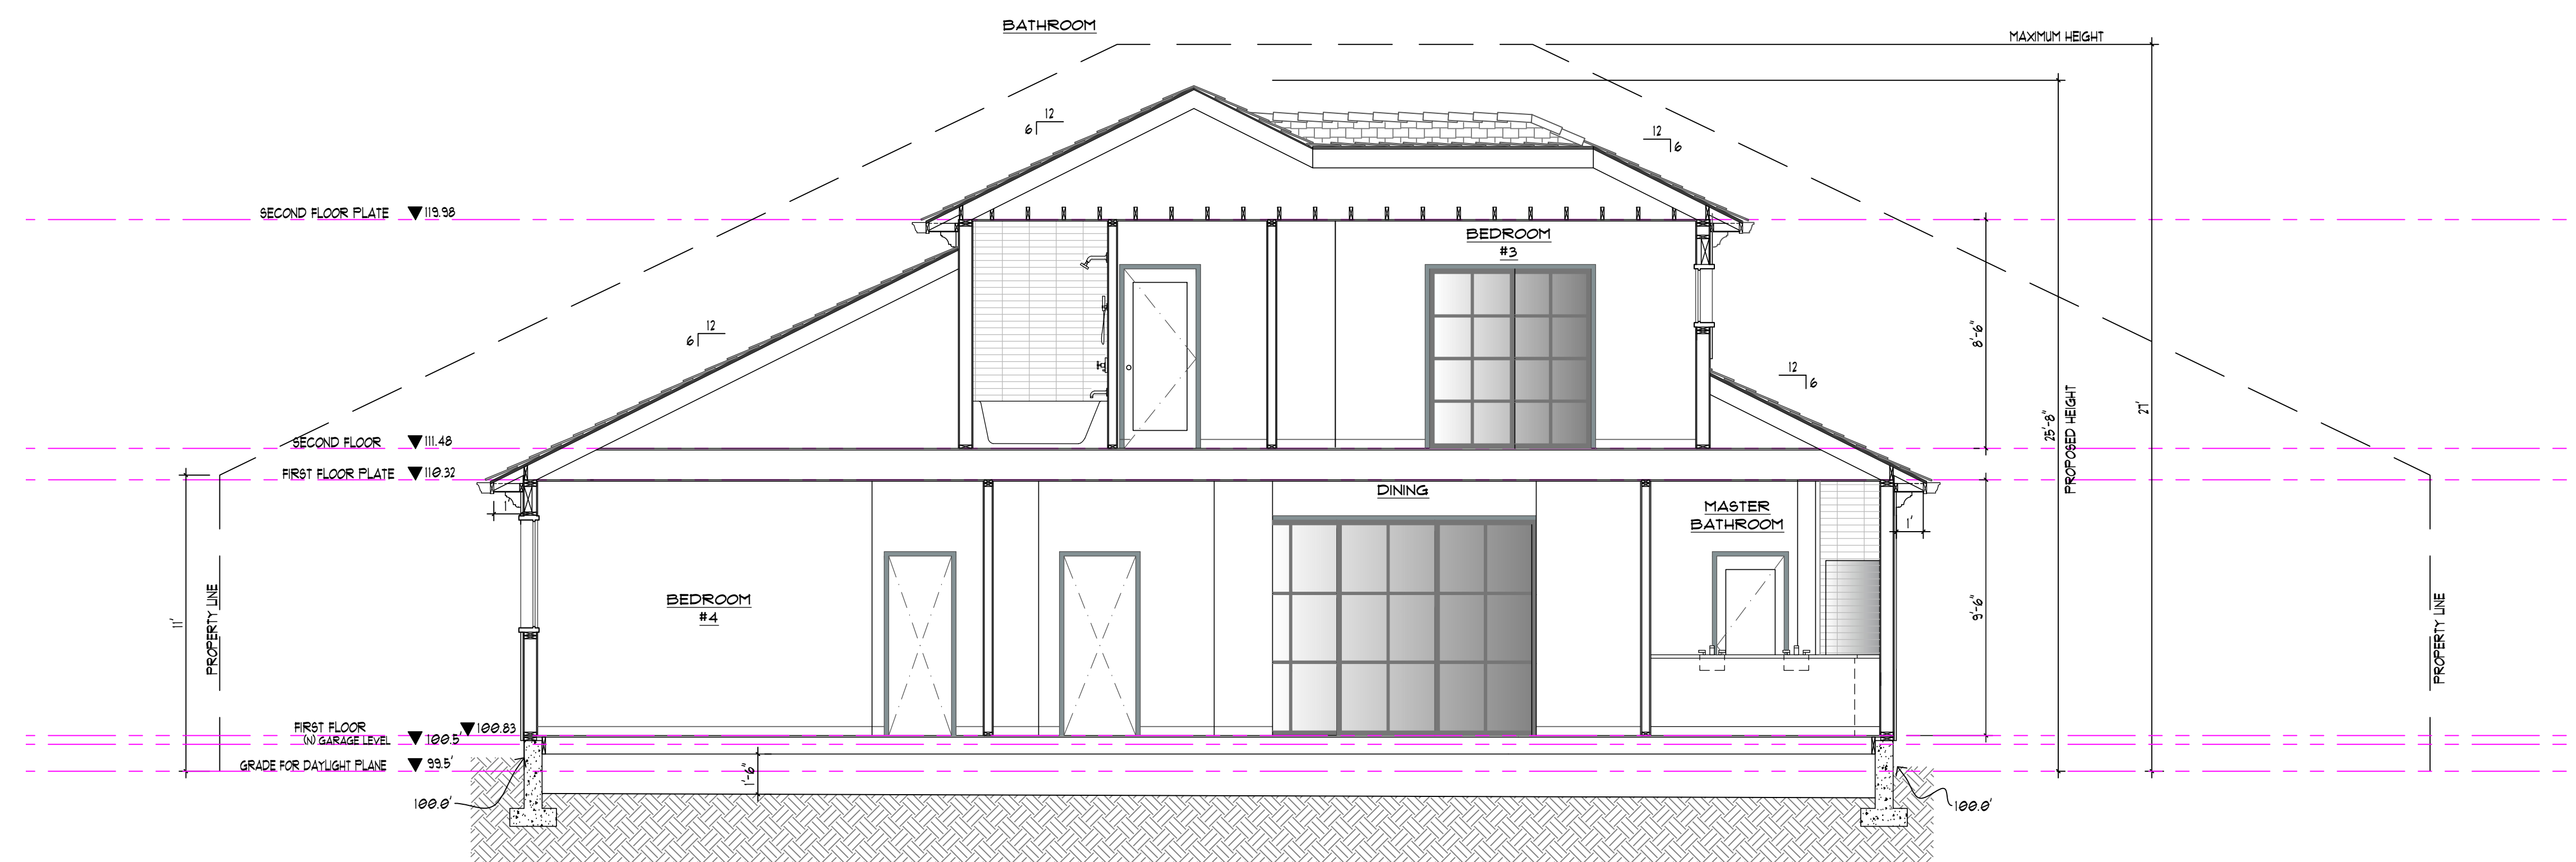 BATHROOM
MAXIMUM HEIGHT
12
6
12
6
SECOND FLOOR PLATE 119.98
BEDROOM
#3
12
6
12
6
8'-6"
25'-8"
PROPOSED HEIGHT
27'
SECOND FLOOR 111.48
FIRST FLOOR PLATE 110.32
DINING
MASTER
BATHROOM
1'
1'
11'
PROPERTY LINE
BEDROOM
#4
9'-6"
PROPERTY LINE
FIRST FLOOR 100.83
(N) GARAGE LEVEL 100.5'
GRADE FOR DAYLIGHT PLANE 99.5'
1'-6"
100.0'
100.0'